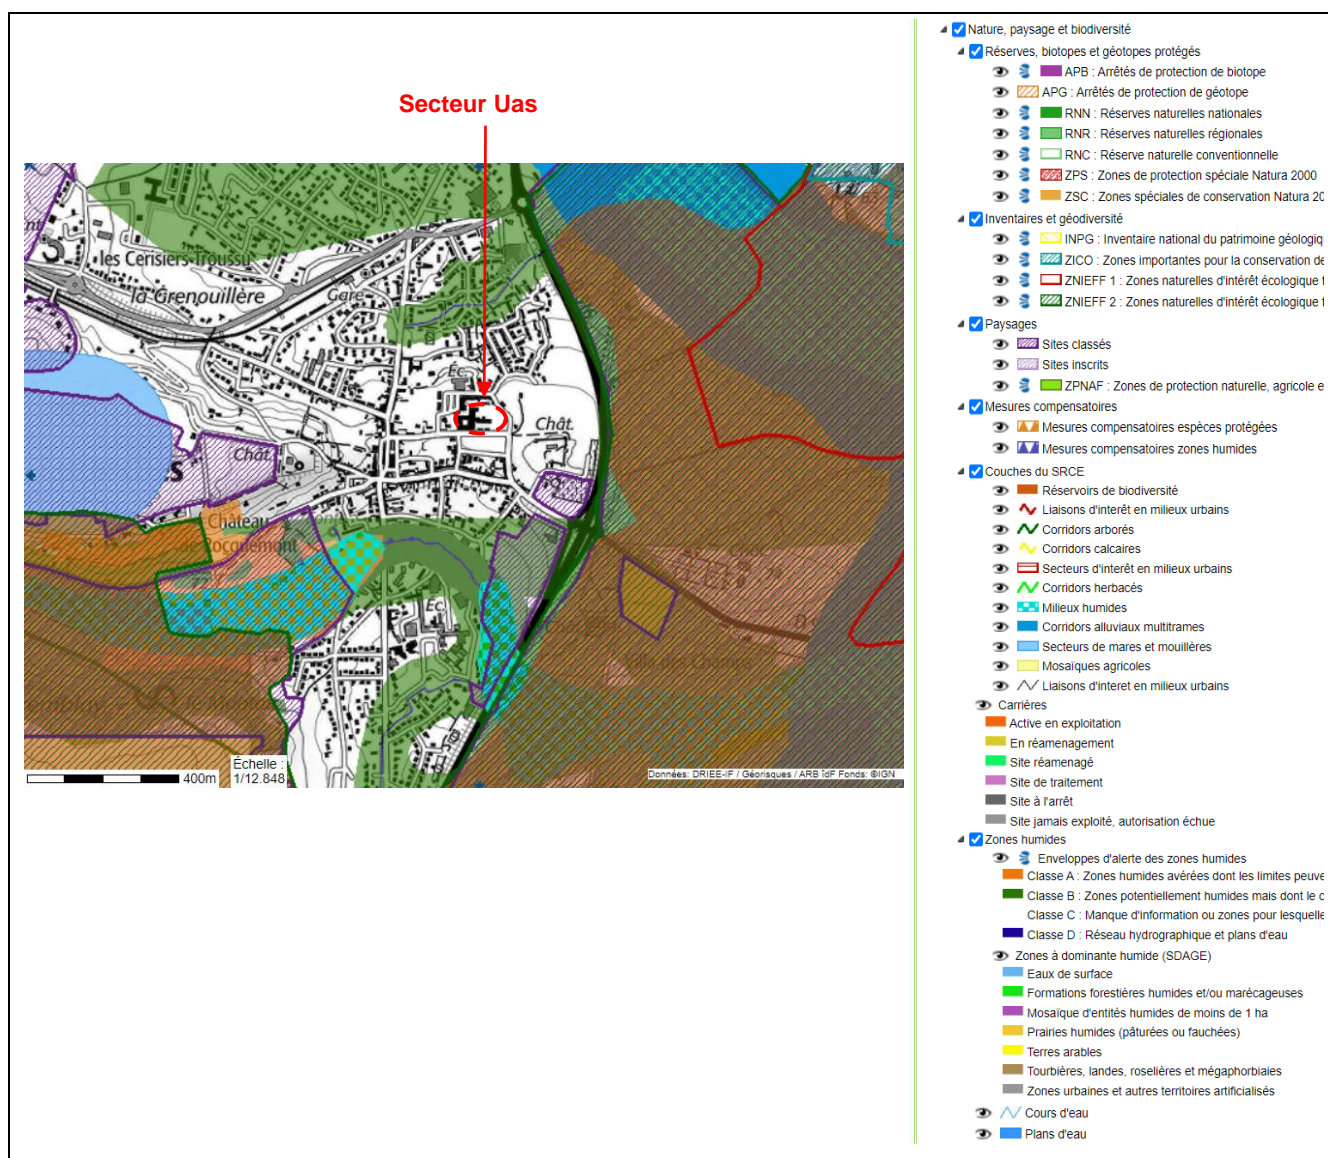 Secteur Uas
les Cerisiers-Troussu
la Grenouillère
Gare
Éc.
Chât.
Chât.
Château
de Rocquemont
Ec.
Échelle :
1/12.848
400m
Données: DRIEE-IF / Géorisques / ARB îdF Fonds: ©IGN
Nature, paysage et biodiversité
Réserves, biotopes et géotopes protégés
APB : Arrêtés de protection de biotope
APG : Arrêtés de protection de géotope
RNN : Réserves naturelles nationales
RNR : Réserves naturelles régionales
RNC : Réserve naturelle conventionnelle
ZPS : Zones de protection spéciale Natura 2000
ZSC : Zones spéciales de conservation Natura 20
Inventaires et géodiversité
INPG : Inventaire national du patrimoine géologiqu
ZICO : Zones importantes pour la conservation de
ZNIEFF 1 : Zones naturelles d'intérêt écologique f
ZNIEFF 2 : Zones naturelles d'intérêt écologique f
Paysages
Sites classés
Sites inscrits
ZPNAF : Zones de protection naturelle, agricole e
Mesures compensatoires
Mesures compensatoires espèces protégées
Mesures compensatoires zones humides
Couches du SRCE
Réservoirs de biodiversité
Liaisons d'interêt en milieux urbains
Corridors arborés
Corridors calcaires
Secteurs d'interêt en milieux urbains
Corridors herbacés
Milieux humides
Corridors alluviaux multitrames
Secteurs de mares et mouillères
Mosaïques agricoles
Liaisons d'interet en milieux urbains
Carrières
Active en exploitation
En réamenagement
Site réamenagé
Site de traitement
Site à l'arrêt
Site jamais exploité, autorisation échue
Zones humides
Enveloppes d'alerte des zones humides
Classe A : Zones humides avérées dont les limites peuve
Classe B : Zones potentiellement humides mais dont le c
Classe C : Manque d'information ou zones pour lesquelle
Classe D : Réseau hydrographique et plans d'eau
Zones à dominante humide (SDAGE)
Eaux de surface
Formations forestières humides et/ou marécageuses
Mosaïque d'entités humides de moins de 1 ha
Prairies humides (pâturées ou fauchées)
Terres arables
Tourbières, landes, roselières et mégaphorbiaies
Zones urbaines et autres territoires artificialisés
Cours d'eau
Plans d'eau